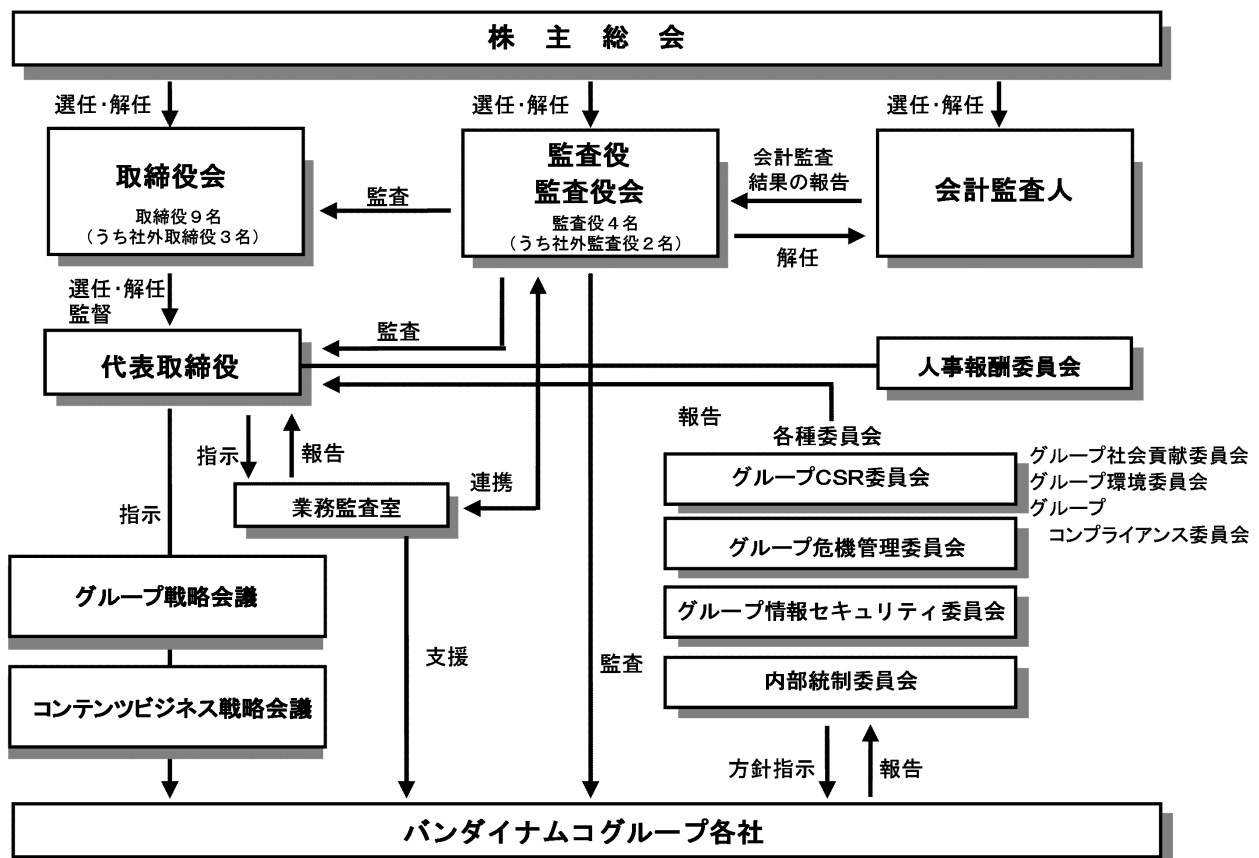 株 主 総 会
選任・解任
選任・解任
選任・解任
取締役会
取締役９名
（うち社外取締役３名）
監査
監査役
監査役会
監査役４名
（うち社外監査役２名）
会計監査
結果の報告
解任
会計監査人
選任・解任
監督
監査
代表取締役
人事報酬委員会
指示
報告
連携
報告
各種委員会
業務監査室
グループCSR委員会
グループ社会貢献委員会
グループ環境委員会
グループ
コンプライアンス委員会
指示
グループ危機管理委員会
グループ戦略会議
グループ情報セキュリティ委員会
支援
監査
内部統制委員会
コンテンツビジネス戦略会議
方針指示
報告
バンダイナムコグループ各社